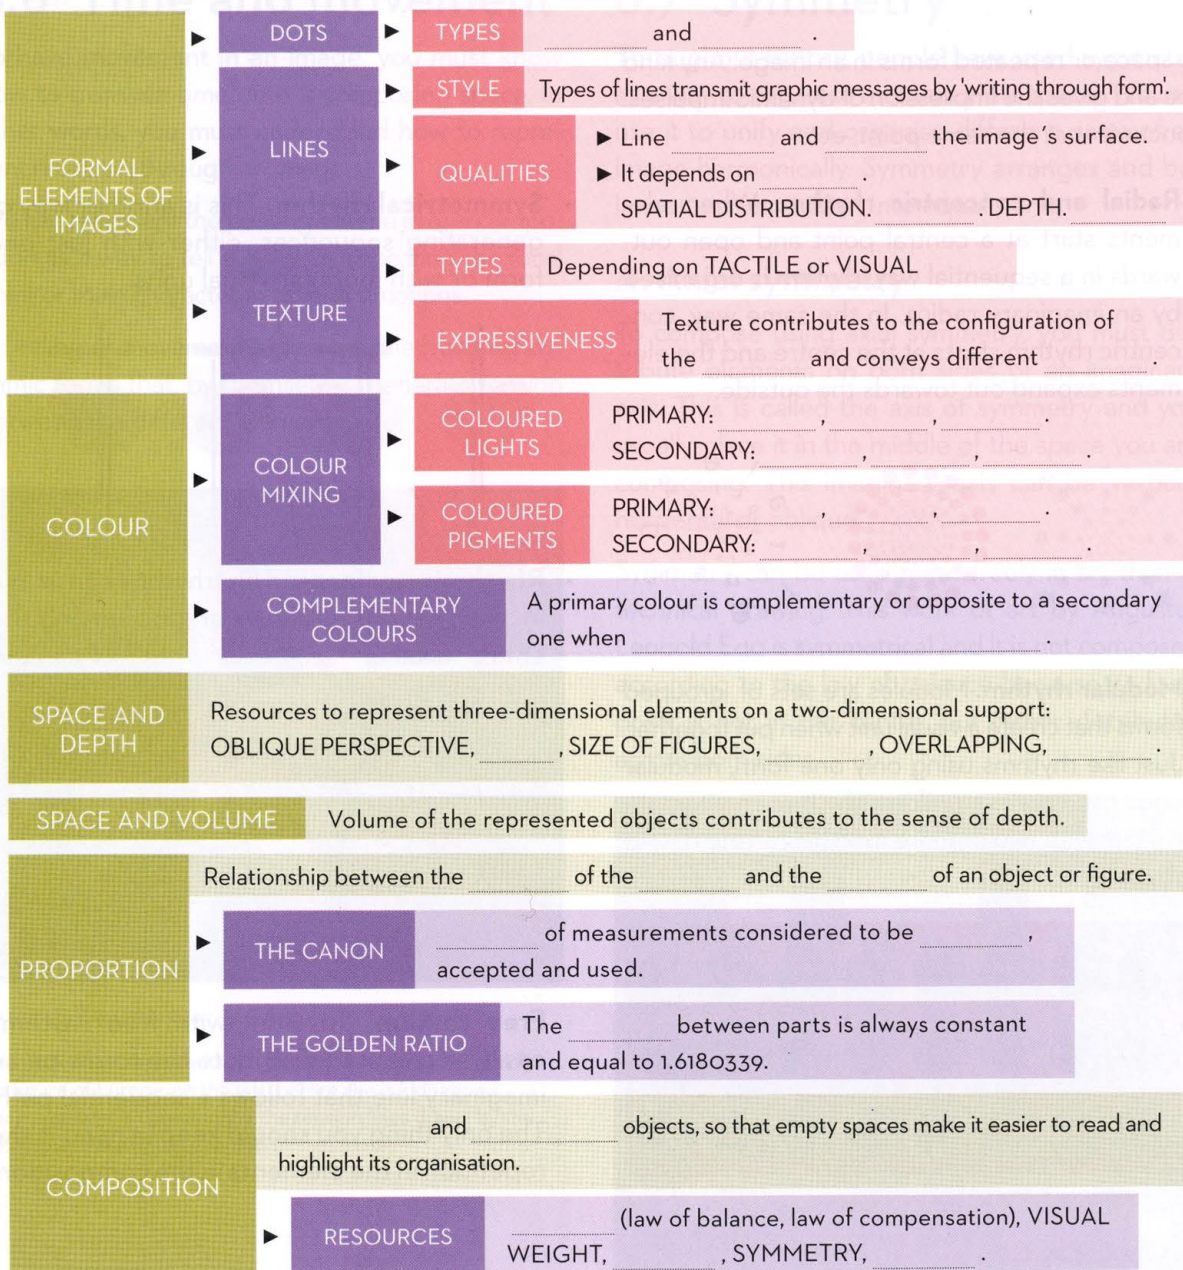 FORMAL
ELEMENTS OF
IMAGES
DOTS
TYPES
and .
LINES
STYLE
Types of lines transmit graphic messages by 'writing through form'.
QUALITIES
Line and the image's surface.
It depends on
SPATIAL DISTRIBUTION. . DEPTH.
TEXTURE
TYPES
Depending on TACTILE or VISUAL
EXPRESSIVENESS
Texture contributes to the configuration of
the and conveys different .
COLOUR
COLOUR
MIXING
COLOURED
LIGHTS
PRIMARY: , , .
SECONDARY: , , .
COLOURED
PIGMENTS
PRIMARY: , , .
SECONDARY: , , .
COMPLEMENTARY
COLOURS
A primary colour is complementary or opposite to a secondary
one when .
SPACE AND
DEPTH
Resources to represent three-dimensional elements on a two-dimensional support:
OBLIQUE PERSPECTIVE, , SIZE OF FIGURES, , OVERLAPPING, .
SPACE AND VOLUME
Volume of the represented objects contributes to the sense of depth.
PROPORTION
Relationship between the of the and the of an object or figure.
THE CANON
of measurements considered to be ,
accepted and used.
THE GOLDEN RATIO
The between parts is always constant
and equal to 1.6180339.
COMPOSITION
and objects, so that empty spaces make it easier to read and
highlight its organisation.
RESOURCES
(law of balance, law of compensation), VISUAL
WEIGHT, , SYMMETRY, .